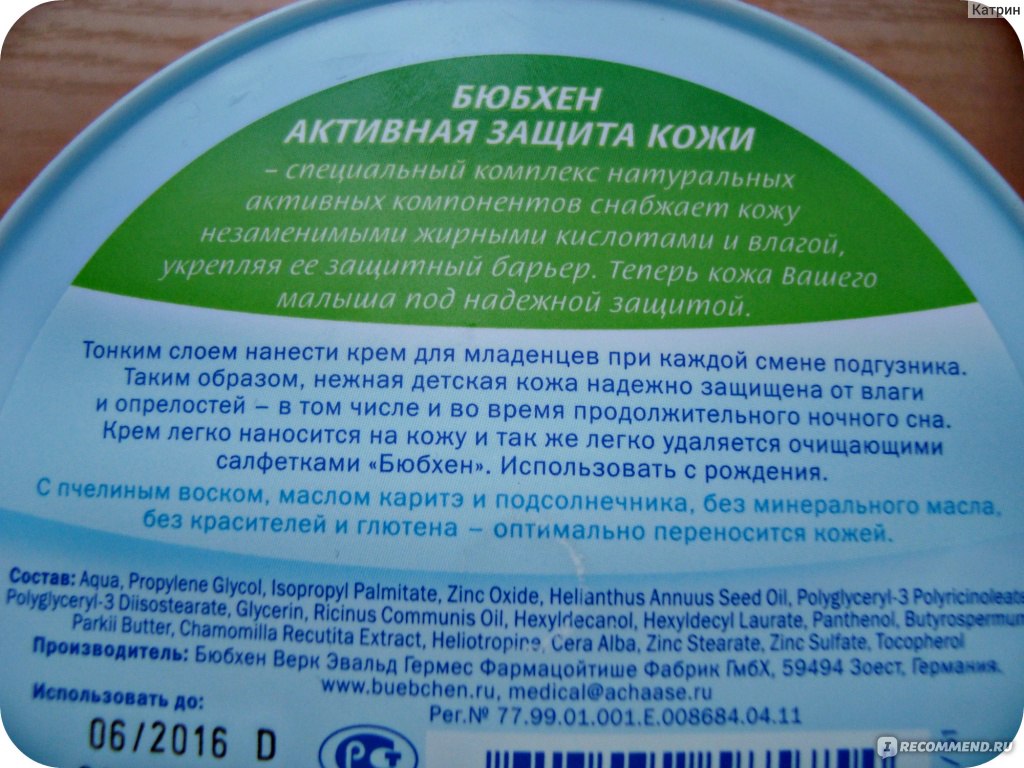 Катрин
БЮБХЕН
АКТИВНАЯ ЗАЩИТА КОЖИ
– специальный комплекс натуральных
активных компонентов снабжает кожу
незаменимыми жирными кислотами и влагой,
укрепляя ее защитный барьер. Теперь кожа Вашего
малыша под надежной защитой.
Тонким слоем нанести крем для младенцев при каждой смене подгузника.
Таким образом, нежная детская кожа надежно защищена от влаги
и опрелостей – в том числе и во время продолжительного ночного сна.
Крем легко наносится на кожу и так же легко удаляется очищающими
салфетками «Бюбхен». Использовать с рождения.
С пчелиным воском, маслом каритэ и подсолнечника, без минерального масла,
без красителей и глютена – оптимально переносится кожей.
Состав: Aqua, Propylene Glycol, Isopropyl Palmitate, Zinc Oxide, Helianthus Annuus Seed Oil, Polyglyceryl-3 Polyricinoleate
Polyglyceryl-3 Diisostearate, Glycerin, Ricinus Communis Oil, Hexyldecanol, Hexyldecyl Laurate, Panthenol, Butyrospermum
Parkii Butter, Chamomilla Recutita Extract, Heliotropine, Cera Alba, Zinc Stearate, Zinc Sulfate, Tocopherol
Производитель: Бюбхен Верк Эвальд Гермес Фармацойтише Фабрик ГмбХ, 59494 Зоест, Германия.
www.buebchen.ru, medical@achaase.ru
Рег.№ 77.99.01.001.Е.008684.04.11
Использовать до:
06/2016 D
РСТ
IRECOMMEND.RU